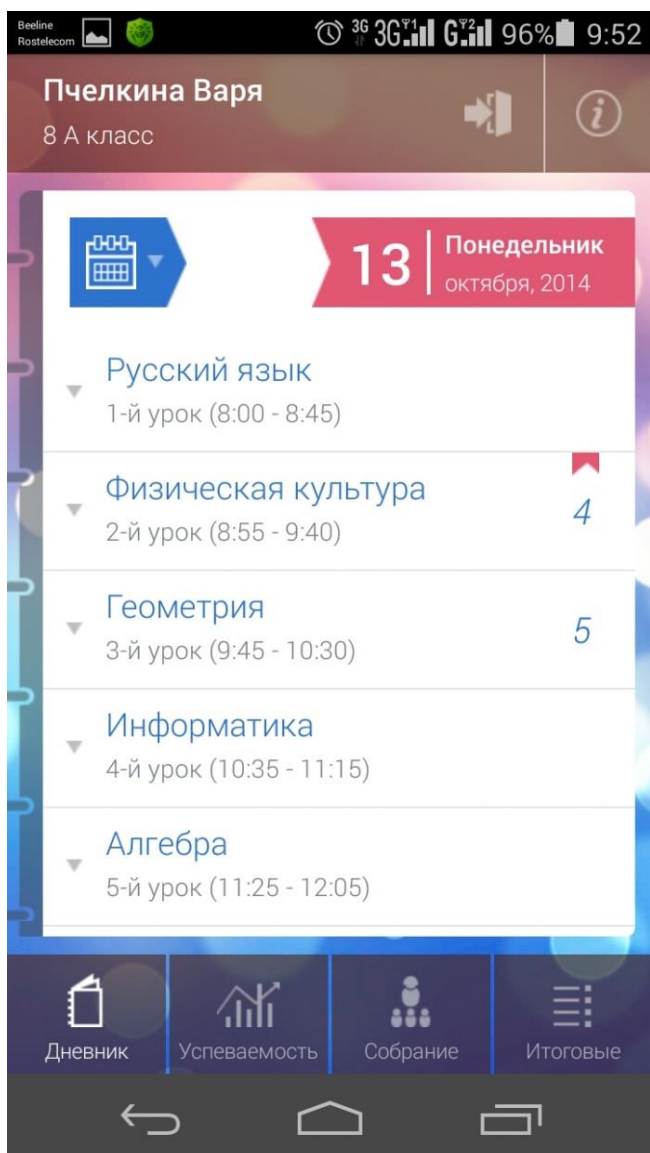 Beeline
Rostelecom
3G 3G 1 G 2 96% 9:52
Пчелкина Варя
8 А класс
13
Понедельник
октября, 2014
Русский язык
1-й урок (8:00 - 8:45)
Физическая культура
2-й урок (8:55 - 9:40)
4
Геометрия
3-й урок (9:45 - 10:30)
5
Информатика
4-й урок (10:35 - 11:15)
Алгебра
5-й урок (11:25 - 12:05)
Дневник
Успеваемость
Собрание
Итоговые